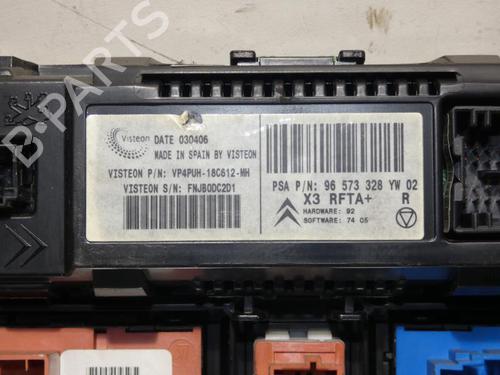 B-PARTS
Visteon
DATE 030406
MADE IN SPAIN BY VISTEON
VISTEON P/N: VP4PUH-18C612-MH
VISTEON S/N: FNJB0DC2D1
PSA P/N: 96 573 328 YW 02
X3 RFTA+ R
HARDWARE: 92
SOFTWARE: 74 05